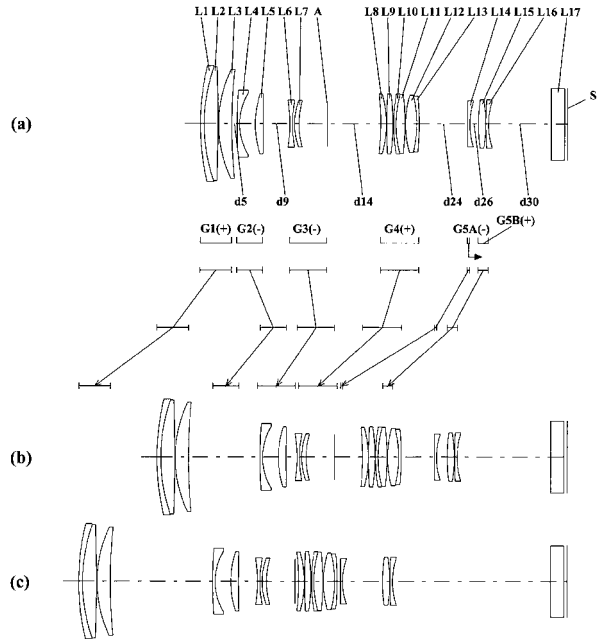 L1 L2 L3 L4 L5 L6 L7 A L8 L9 L10 L11 L12 L13 L14 L15 L16 L17
S
(a)
d5 d9 d14 d24 d26 d30
G1(+) G2(-) G3(-) G4(+) G5A(-) G5B(+)
(b)
(c)